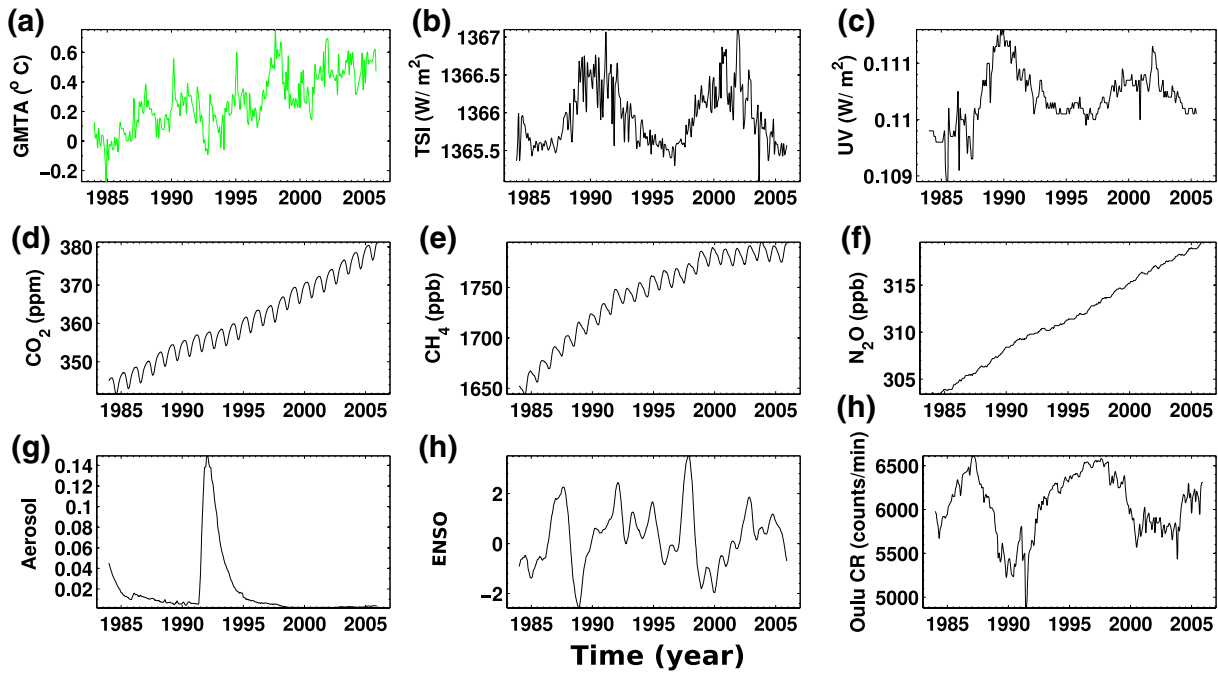 (a)
GMTA (° C)
0.6
0.4
0.2
0
−0.2
1985 1990 1995 2000 2005
(b)
TSI (W/ m²)
1367
1366.5
1366
1365.5
1985 1990 1995 2000 2005
(c)
UV (W/ m²)
0.111
0.11
0.109
1985 1990 1995 2000 2005
(d)
CO₂ (ppm)
380
370
360
350
1985 1990 1995 2000 2005
(e)
CH₄ (ppb)
1750
1700
1650
1985 1990 1995 2000 2005
(f)
N₂O (ppb)
315
310
305
1985 1990 1995 2000 2005
(g)
Aerosol
0.14
0.12
0.1
0.08
0.06
0.04
0.02
1985 1990 1995 2000 2005
(h)
ENSO
2
0
−2
1985 1990 1995 2000 2005
(h)
Oulu CR (counts/min)
6500
6000
5500
5000
1985 1990 1995 2000 2005
Time (year)